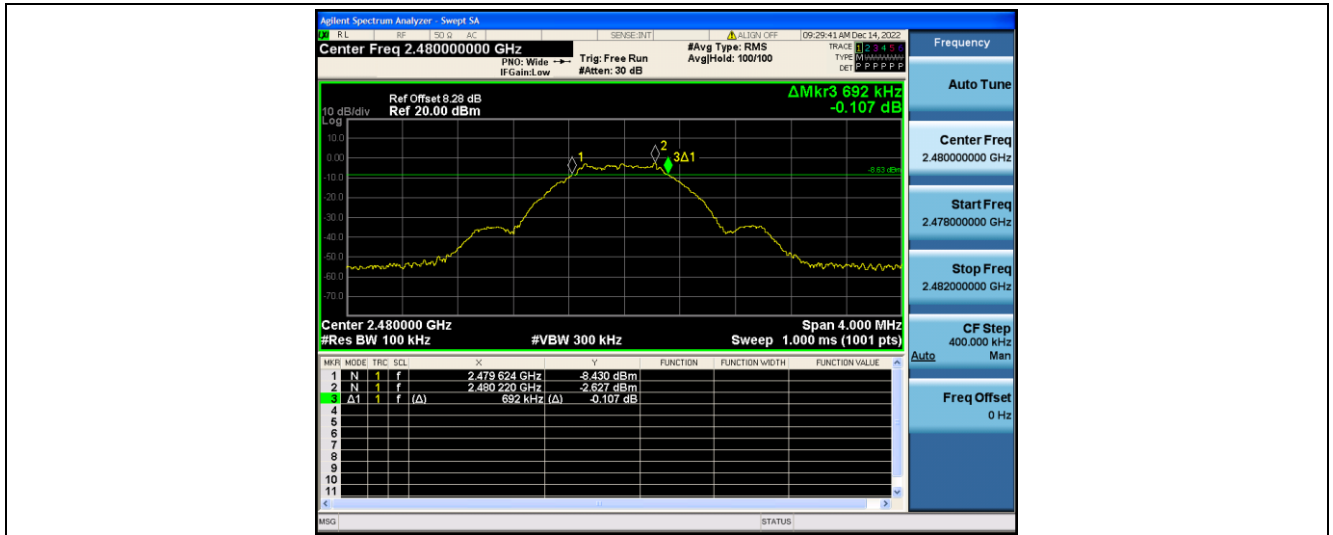 Agilent Spectrum Analyzer - Swept SA
RL RF 50 Ω AC SENSE:INT ALIGN OFF 09:29:41 AM Dec 14, 2022
Center Freq 2.480000000 GHz
PNO: Wide
IFGain:Low
Trig: Free Run
#Atten: 30 dB
#Avg Type: RMS
Avg|Hold: 100/100
TRACE 1 2 3 4 5 6
TYPE M
DET P P P P P P
ΔMkr3 692 kHz
-0.107 dB
Ref Offset 8.28 dB
10 dB/div Ref 20.00 dBm
Log
10.0
0.00
-10.0
-20.0
-30.0
-40.0
-50.0
-60.0
-70.0
1
2
3Δ1
-8.63 dBm
Center 2.480000 GHz Span 4.000 MHz
#Res BW 100 kHz #VBW 300 kHz Sweep 1.000 ms (1001 pts)
MKR MODE TRC SCL X Y FUNCTION FUNCTION WIDTH FUNCTION VALUE
1 N 1 f 2.479 624 GHz -8.430 dBm
2 N 1 f 2.480 220 GHz -2.627 dBm
3 Δ1 1 f (Δ) 692 kHz (Δ) -0.107 dB
4
5
6
7
8
9
10
11
MSG STATUS
Frequency
Auto Tune
Center Freq
2.480000000 GHz
Start Freq
2.478000000 GHz
Stop Freq
2.482000000 GHz
CF Step
400.000 kHz
Auto Man
Freq Offset
0 Hz